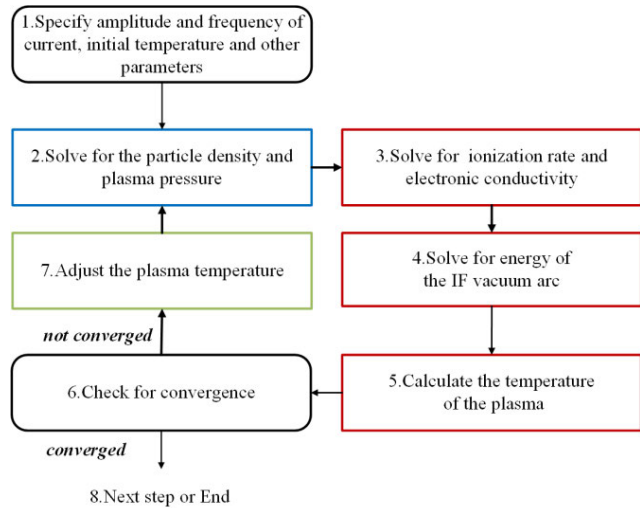 1.Specify amplitude and frequency of
current, initial temperature and other
parameters
2.Solve for the particle density and
plasma pressure
3.Solve for ionization rate and
electronic conductivity
4.Solve for energy of
the IF vacuum arc
5.Calculate the temperature
of the plasma
6.Check for convergence
not converged
7.Adjust the plasma temperature
converged
8.Next step or End